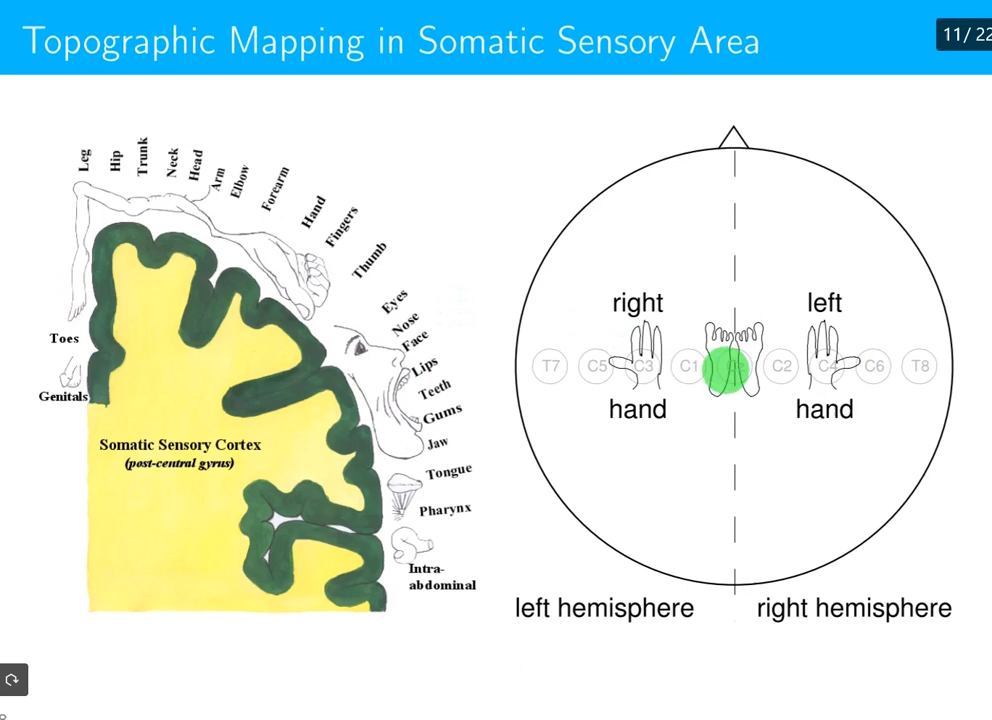 Topographic Mapping in Somatic Sensory Area
11/ 22
Leg
Hip
Trunk
Neck
Head
Arm
Elbow
Forearm
Hand
Fingers
Thumb
Eyes
Nose
Face
Lips
Teeth
Gums
Jaw
Tongue
Pharynx
Intra-
abdominal
Toes
Genitals
Somatic Sensory Cortex
(post-central gyrus)
right
left
T7
C5
C3
C1
C2
C4
C6
T8
hand
hand
left hemisphere
right hemisphere